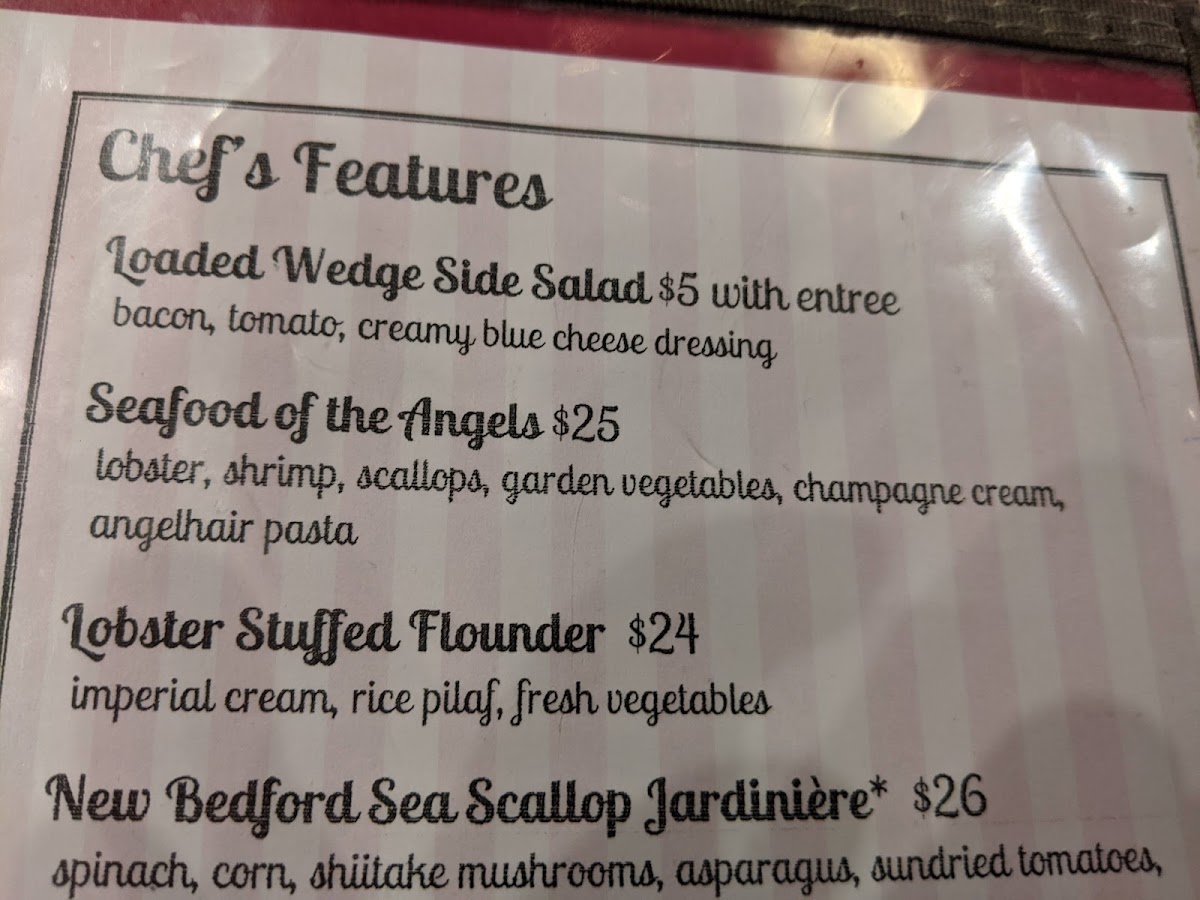 Chef's Features
Loaded Wedge Side Salad $5 with entree
bacon, tomato, creamy blue cheese dressing
Seafood of the Angels $25
lobster, shrimp, scallops, garden vegetables, champagne cream,
angelhair pasta
Lobster Stuffed Flounder $24
imperial cream, rice pilaf, fresh vegetables
New Bedford Sea Scallop Jardinière* $26
spinach, corn, shiitake mushrooms, asparagus, sundried tomatoes,